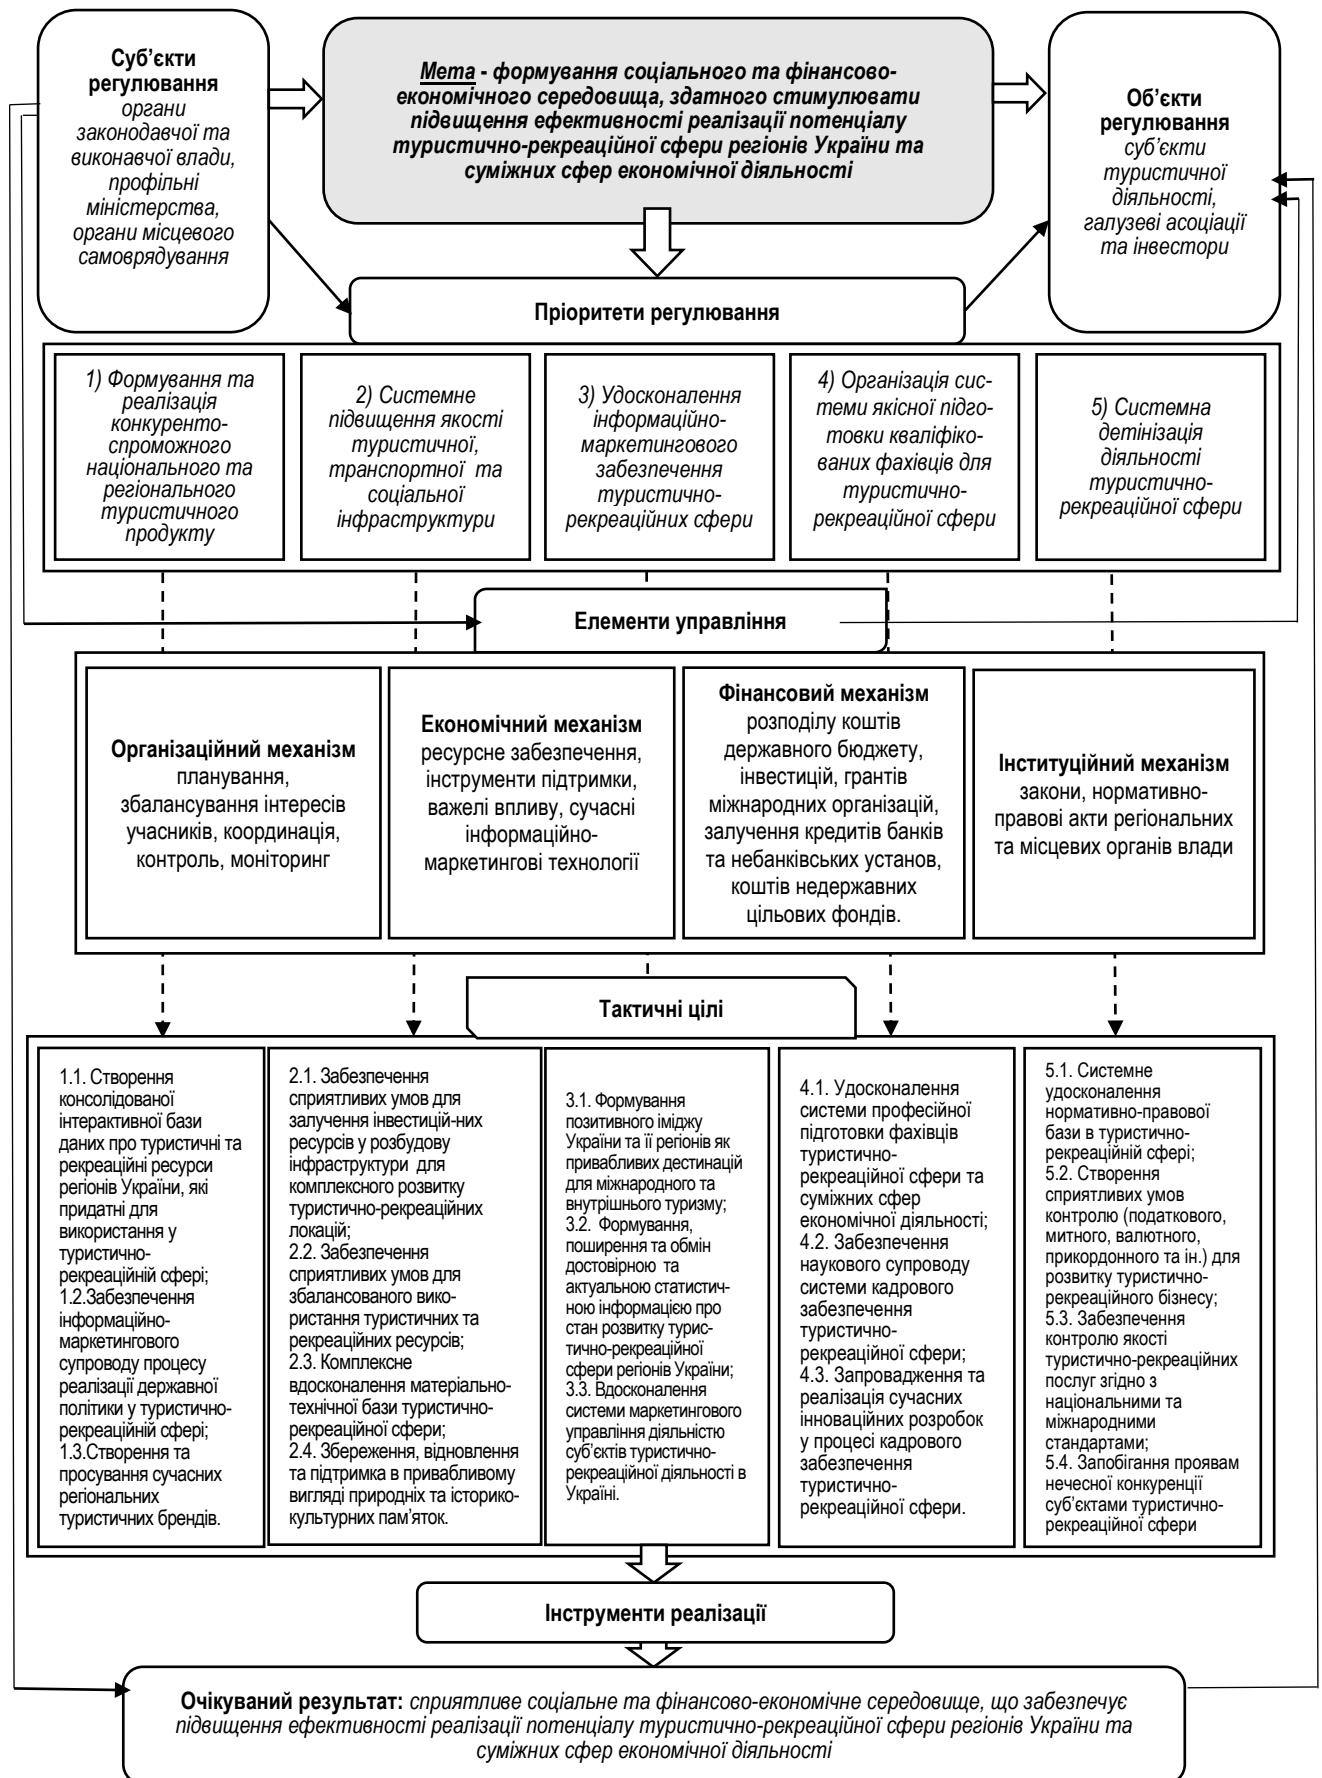 Суб’єкти
регулювання
органи
законодавчої та
виконавчої влади,
профільні
міністерства,
органи місцевого
самоврядування
Мета - формування соціального та фінансово-
економічного середовища, здатного стимулювати
підвищення ефективності реалізації потенціалу
туристично-рекреаційної сфери регіонів України та
суміжних сфер економічної діяльності
Об’єкти
регулювання
суб’єкти
туристичної
діяльності,
галузеві асоціації
та інвестори
Пріоритети регулювання
1) Формування та
реалізація
конкуренто-
спроможного
національного та
регіонального
туристичного
продукту
2) Системне
підвищення якості
туристичної,
транспортної та
соціальної
інфраструктури
3) Удосконалення
інформаційно-
маркетингового
забезпечення
туристично-
рекреаційних сфери
4) Організація сис-
теми якісної підго-
товки кваліфіко-
ваних фахівців для
туристично-
рекреаційної сфери
5) Системна
детінізація
діяльності
туристично-
рекреаційної сфери
Елементи управління
Організаційний механізм
планування,
збалансування інтересів
учасників, координація,
контроль, моніторинг
Економічний механізм
ресурсне забезпечення,
інструменти підтримки,
важелі впливу, сучасні
інформаційно-
маркетингові технології
Фінансовий механізм
розподілу коштів
державного бюджету,
інвестицій, грантів
міжнародних організацій,
залучення кредитів банків
та небанківських установ,
коштів недержавних
цільових фондів.
Інституційний механізм
закони, нормативно-
правові акти регіональних
та місцевих органів влади
Тактичні цілі
1.1. Створення
консолідованої
інтерактивної бази
даних про туристичні та
рекреаційні ресурси
регіонів України, які
придатні для
використання у
туристично-
рекреаційній сфері;
1.2.Забезпечення
інформаційно-
маркетингового
супроводу процесу
реалізації державної
політики у туристично-
рекреаційній сфері;
1.3.Створення та
просування сучасних
регіональних
туристичних брендів.
2.1. Забезпечення
сприятливих умов для
залучення інвестицій-них
ресурсів у розбудову
інфраструктури для
комплексного розвитку
туристично-рекреаційних
локацій;
2.2. Забезпечення
сприятливих умов для
збалансованого вико-
ристання туристичних та
рекреаційних ресурсів;
2.3. Комплексне
вдосконалення матеріально-
технічної бази туристично-
рекреаційної сфери;
2.4. Збереження, відновлення
та підтримка в привабливому
вигляді природніх та історико-
культурних пам’яток.
3.1. Формування
позитивного іміджу
України та її регіонів як
привабливих дестинацій
для міжнародного та
внутрішнього туризму;
3.2. Формування,
поширення та обмін
достовірною та
актуальною статистич-
ною інформацією про
стан розвитку турис-
тично-рекреаційної
сфери регіонів України;
3.3. Вдосконалення
системи маркетингового
управління діяльністю
суб’єктів туристично-
рекреаційної діяльності в
Україні.
4.1. Удосконалення
системи професійної
підготовки фахівців
туристично-
рекреаційної сфери та
суміжних сфер
економічної діяльності;
4.2. Забезпечення
наукового супроводу
системи кадрового
забезпечення
туристично-
рекреаційної сфери;
4.3. Запровадження та
реалізація сучасних
інноваційних розробок
у процесі кадрового
забезпечення
туристично-
рекреаційної сфери.
5.1. Системне
удосконалення
нормативно-правової
бази в туристично-
рекреаційній сфері;
5.2. Створення
сприятливих умов
контролю (податкового,
митного, валютного,
прикордонного та ін.) для
розвитку туристично-
рекреаційного бізнесу;
5.3. Забезпечення
контролю якості
туристично-рекреаційних
послуг згідно з
національними та
міжнародними
стандартами;
5.4. Запобігання проявам
нечесної конкуренції
суб’єктами туристично-
рекреаційної сфери
Інструменти реалізації
Очікуваний результат: сприятливе соціальне та фінансово-економічне середовище, що забезпечує
підвищення ефективності реалізації потенціалу туристично-рекреаційної сфери регіонів України та
суміжних сфер економічної діяльності